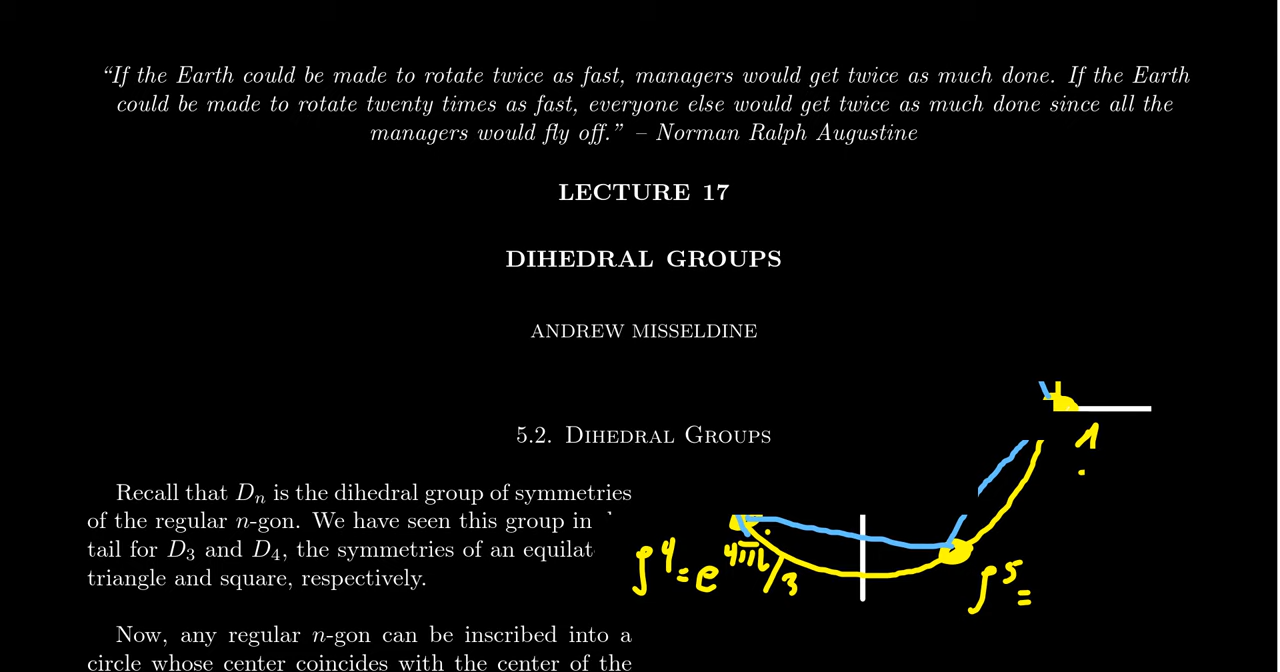 “If the Earth could be made to rotate twice as fast, managers would get twice as much done. If the Earth
could be made to rotate twenty times as fast, everyone else would get twice as much done since all the
managers would fly off.” – Norman Ralph Augustine
LECTURE 17
DIHEDRAL GROUPS
ANDREW MISSELDINE
5.2. DIHEDRAL GROUPS
Recall that Dₙ is the dihedral group of symmetries
of the regular n-gon. We have seen this group in
tail for D₃ and D₄, the symmetries of an equilat
triangle and square, respectively.
Now, any regular n-gon can be inscribed into a
circle whose center coincides with the center of the
1
ρ⁴ = e^{4πi/3}
ρ⁵ =